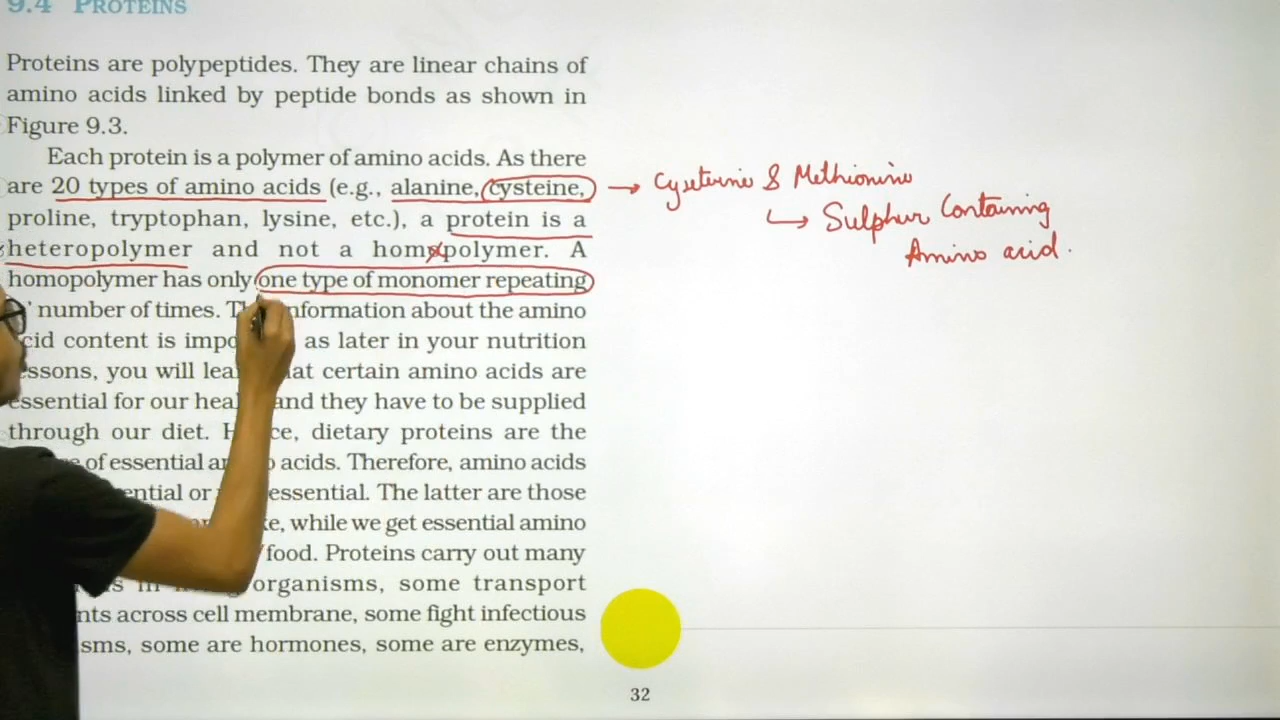 9.4 PROTEINS
Proteins are polypeptides. They are linear chains of
amino acids linked by peptide bonds as shown in
Figure 9.3.
Each protein is a polymer of amino acids. As there
are 20 types of amino acids (e.g., alanine, cysteine,
proline, tryptophan, lysine, etc.), a protein is a
heteropolymer and not a homopolymer. A
homopolymer has only one type of monomer repeating
' number of times. The information about the amino
cid content is impo as later in your nutrition
essons, you will lea at certain amino acids are
essential for our heal and they have to be supplied
through our diet. H ce, dietary proteins are the
of essential a acids. Therefore, amino acids
ential or essential. The latter are those
ke, while we get essential amino
/food. Proteins carry out many
in organisms, some transport
nts across cell membrane, some fight infectious
sms, some are hormones, some are enzymes,
Cyseteine & Methionine
Sulphur Containing
Amino acid.
32